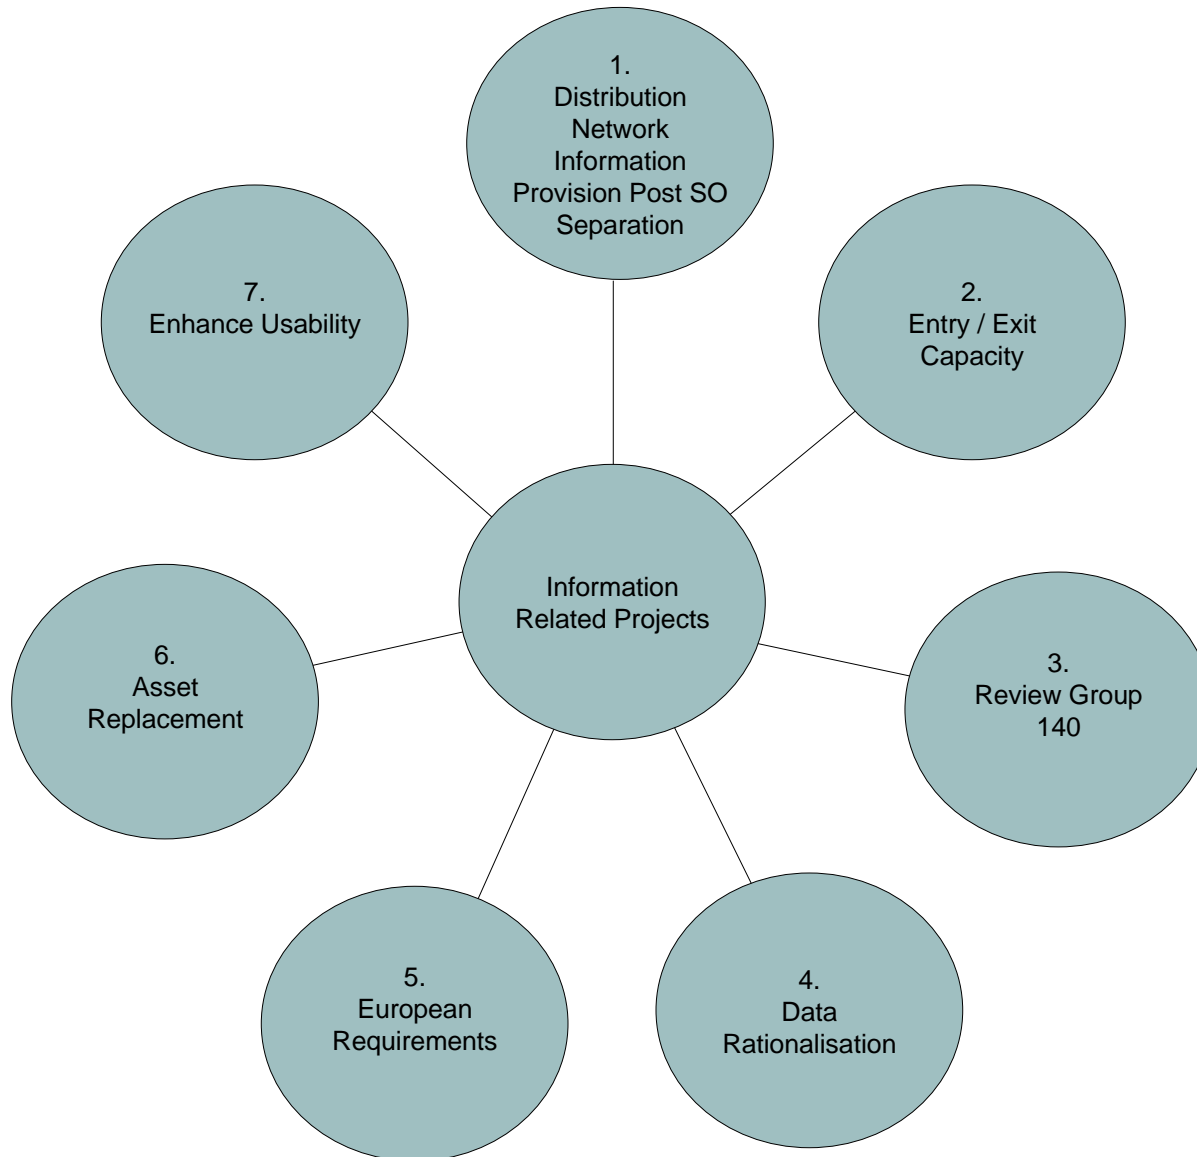 1.
Distribution
Network
Information
Provision Post SO
Separation
2.
Entry / Exit
Capacity
3.
Review Group
140
4.
Data
Rationalisation
5.
European
Requirements
6.
Asset
Replacement
7.
Enhance Usability
Information
Related Projects